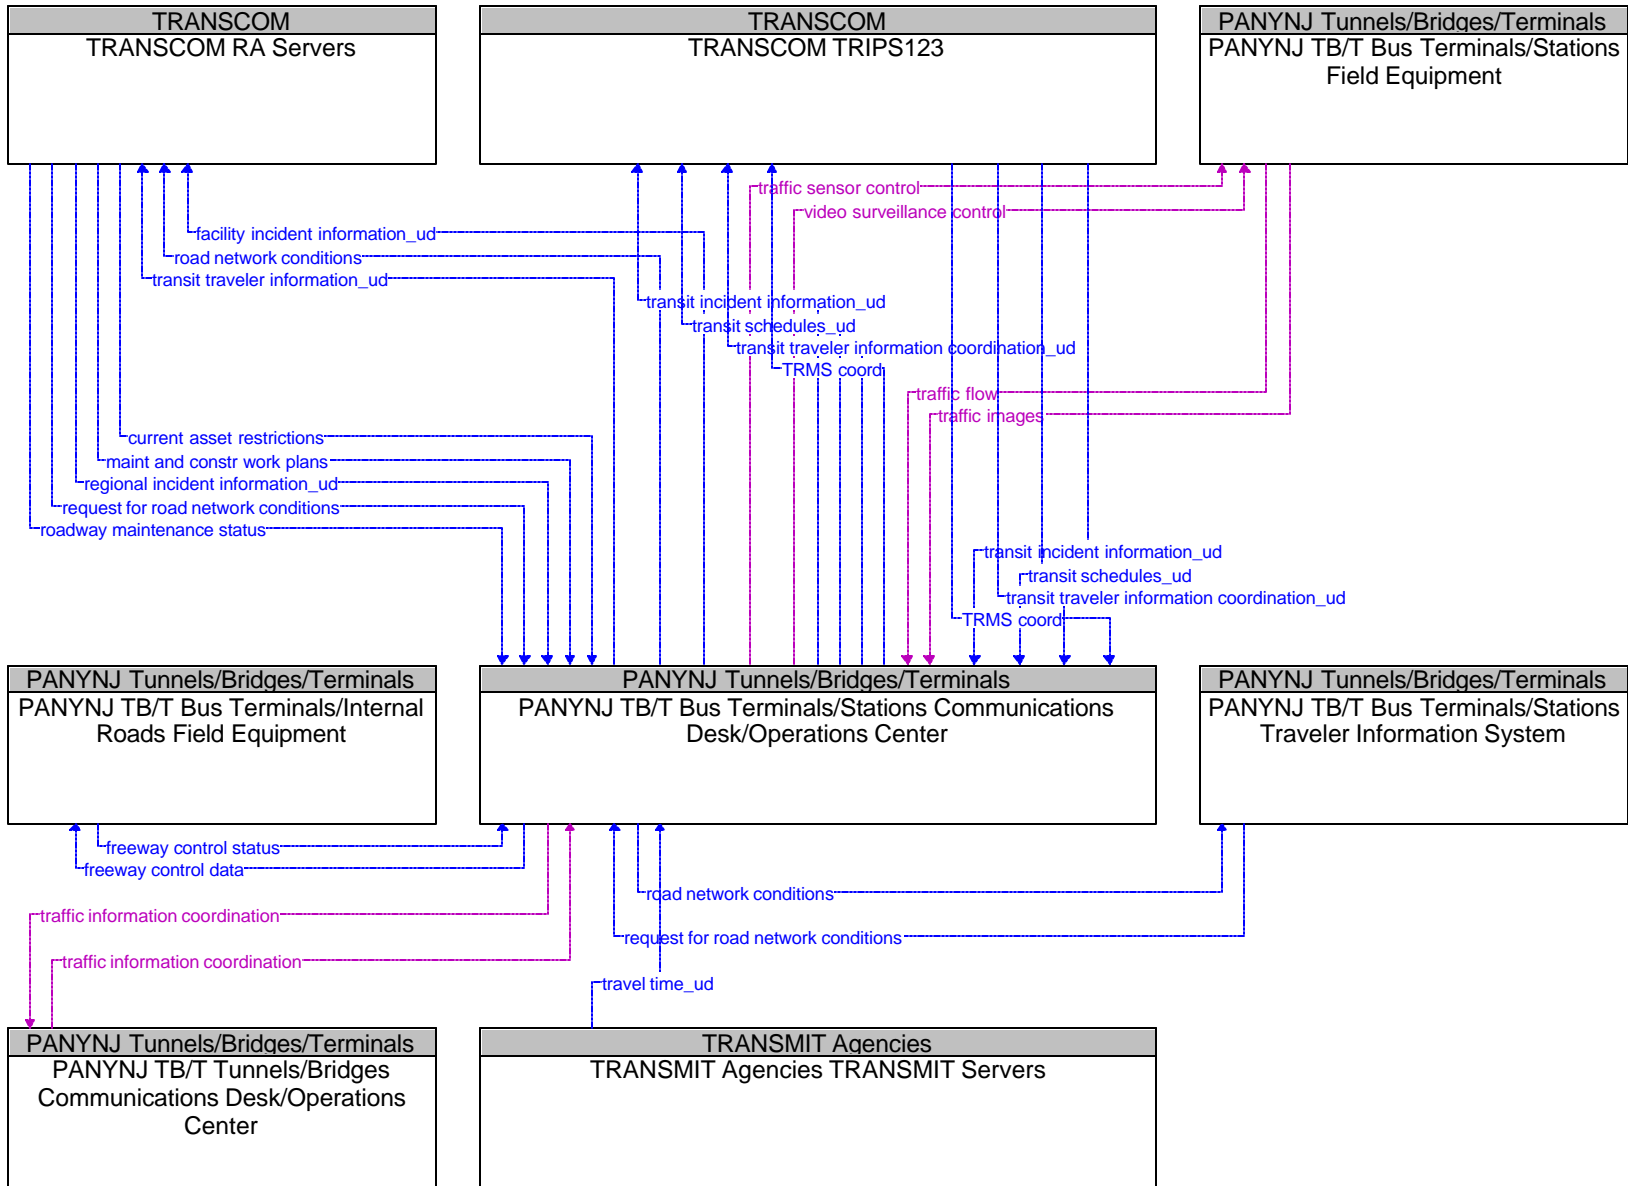 TRANSCOM
TRANSCOM RA Servers
TRANSCOM
TRANSCOM TRIPS123
PANYNJ Tunnels/Bridges/Terminals
PANYNJ TB/T Bus Terminals/Stations
Field Equipment
traffic sensor control
video surveillance control
facility incident information_ud
road network conditions
transit traveler information_ud
transit incident information_ud
transit schedules_ud
transit traveler information coordination_ud
TRMS coord
traffic flow
traffic images
current asset restrictions
maint and constr work plans
regional incident information_ud
request for road network conditions
roadway maintenance status
transit incident information_ud
transit schedules_ud
transit traveler information coordination_ud
TRMS coord
PANYNJ Tunnels/Bridges/Terminals
PANYNJ TB/T Bus Terminals/Internal
Roads Field Equipment
PANYNJ Tunnels/Bridges/Terminals
PANYNJ TB/T Bus Terminals/Stations Communications
Desk/Operations Center
PANYNJ Tunnels/Bridges/Terminals
PANYNJ TB/T Bus Terminals/Stations
Traveler Information System
freeway control status
freeway control data
road network conditions
traffic information coordination
request for road network conditions
traffic information coordination
travel time_ud
PANYNJ Tunnels/Bridges/Terminals
PANYNJ TB/T Tunnels/Bridges
Communications Desk/Operations
Center
TRANSMIT Agencies
TRANSMIT Agencies TRANSMIT Servers